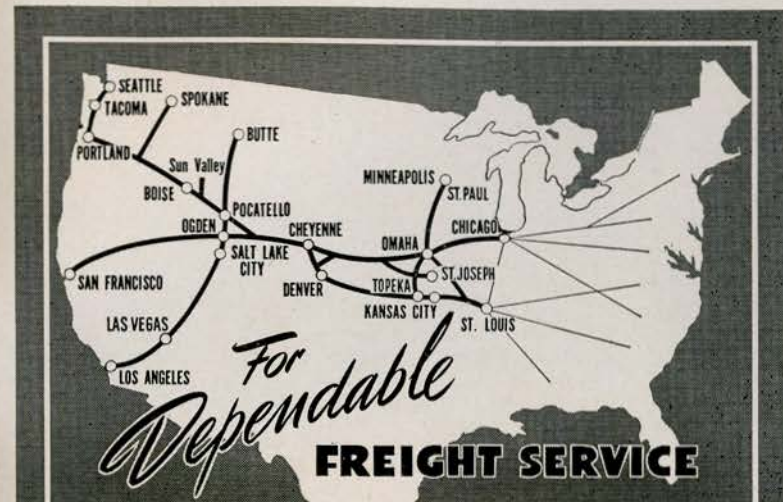 SEATTLE
TACOMA
SPOKANE
PORTLAND
BUTTE
Sun Valley
BOISE
POCATELLO
MINNEAPOLIS
ST. PAUL
OGDEN
CHEYENNE
OMAHA
CHICAGO
SALT LAKE
CITY
SAN FRANCISCO
DENVER
TOPEKA
ST. JOSEPH
KANSAS CITY
ST. LOUIS
LAS VEGAS
LOS ANGELES
For
Dependable
FREIGHT SERVICE